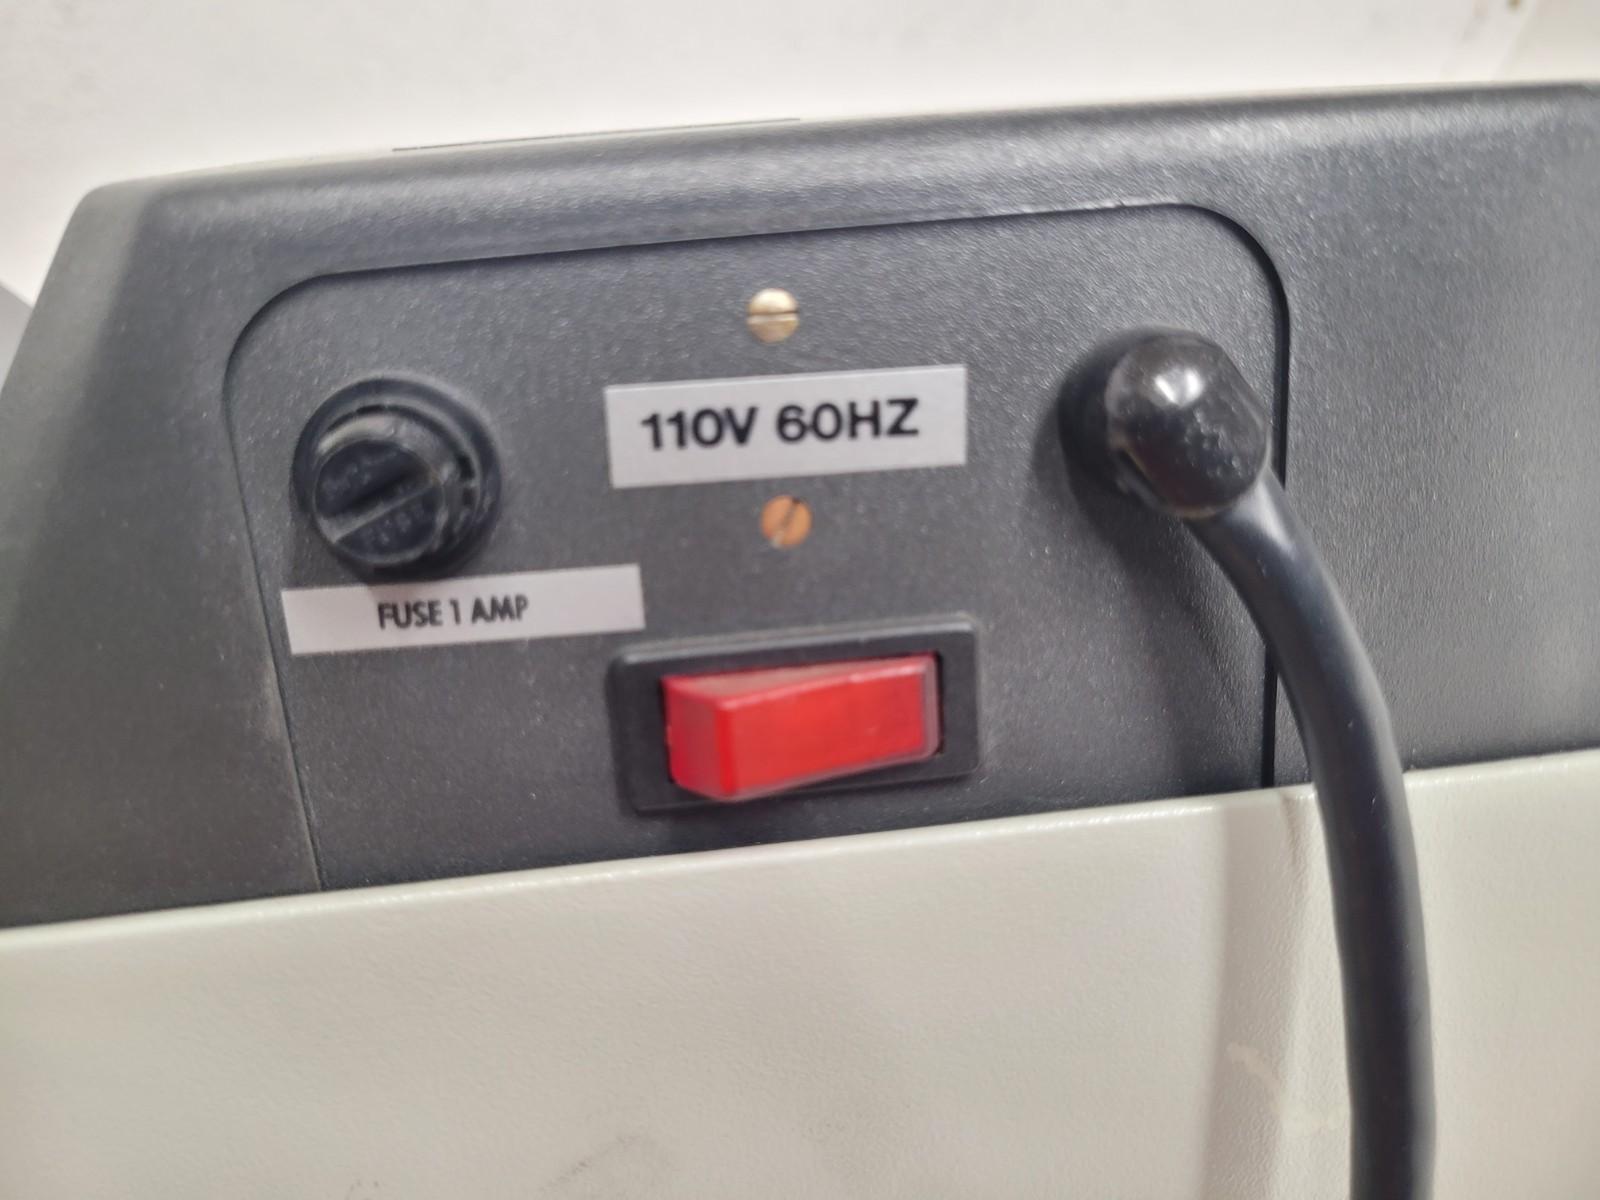 110V 60HZ
FUSE 1 AMP